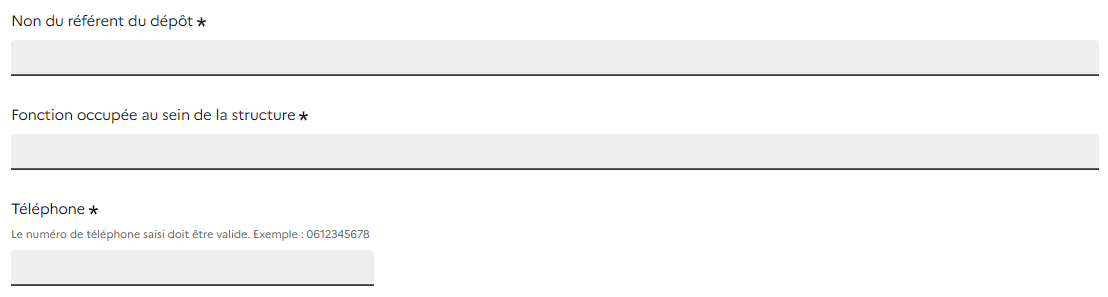 Non du référent du dépôt *
Fonction occupée au sein de la structure *
Téléphone *
Le numéro de téléphone saisi doit être valide. Exemple : 0612345678